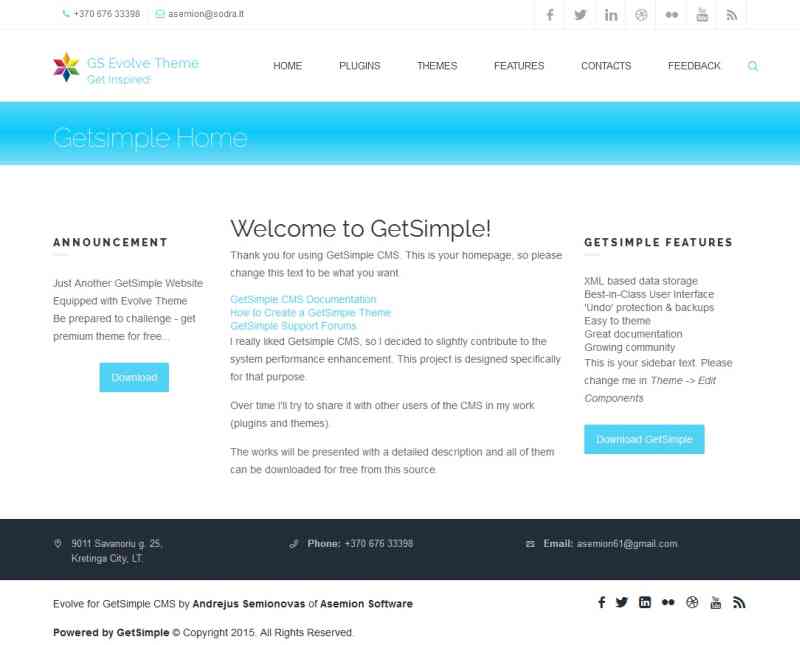 +370 676 33398
asemion@sodra.lt
GS Evolve Theme
Get Inspired!
HOME
PLUGINS
THEMES
FEATURES
CONTACTS
FEEDBACK
Getsimple Home
ANNOUNCEMENT
Just Another GetSimple Website
Equipped with Evolve Theme
Be prepared to challenge - get
premium theme for free...
Download
Welcome to GetSimple!
Thank you for using GetSimple CMS. This is your homepage, so please
change this text to be what you want.
GetSimple CMS Documentation
How to Create a GetSimple Theme
GetSimple Support Forums
I really liked Getsimple CMS, so I decided to slightly contribute to the
system performance enhancement. This project is designed specifically
for that purpose.
Over time I'll try to share it with other users of the CMS in my work
(plugins and themes).
The works will be presented with a detailed description and all of them
can be downloaded for free from this source.
GETSIMPLE FEATURES
XML based data storage
Best-in-Class User Interface
'Undo' protection & backups
Easy to theme
Great documentation
Growing community
This is your sidebar text. Please
change me in Theme -> Edit
Components
Download GetSimple
9011 Savanoriu g. 25,
Kretinga City, LT.
Phone: +370 676 33398
Email: asemion61@gmail.com
Evolve for GetSimple CMS by Andrejus Semionovas of Asemion Software
Powered by GetSimple © Copyright 2015. All Rights Reserved.